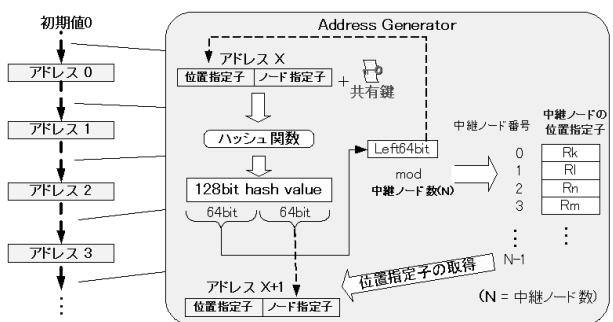 初期値0
アドレス 0
アドレス 1
アドレス 2
アドレス 3
⋮
Address Generator
アドレス X
位置指定子 ノード指定子
+
共有鍵
ハッシュ関数
128bit hash value
64bit 64bit
Left64bit
mod
中継ノード数(N)
アドレス X+1
位置指定子 ノード指定子
位置指定子の取得
中継ノード番号
中継ノードの
位置指定子
0 Rk
1 Rl
2 Rn
3 Rm
⋮ ⋮
N-1
(N = 中継ノード数)